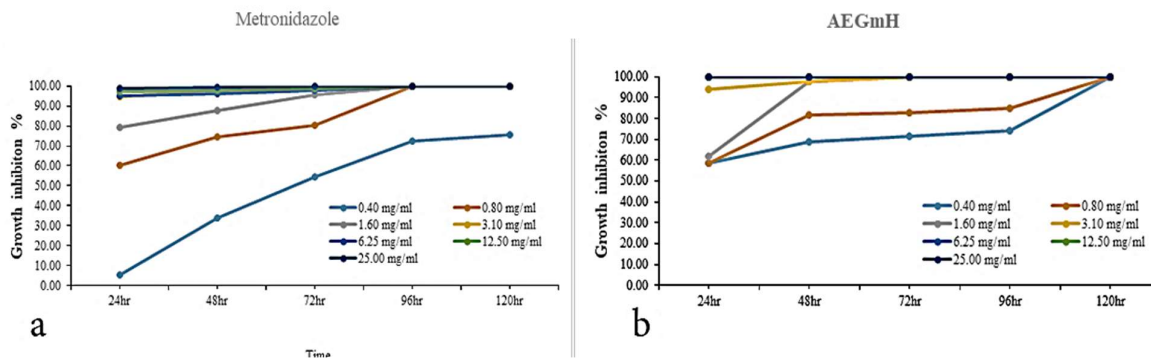 Metronidazole
Growth inhibiton %
100.00
90.00
80.00
70.00
60.00
50.00
40.00
30.00
20.00
10.00
0.00
0.40 mg/ml 0.80 mg/ml
1.60 mg/ml 3.10 mg/ml
6.25 mg/ml 12.50 mg/ml
25.00 mg/ml
24hr 48hr 72hr 96hr 120hr
a
Time
AEGmH
Growth inhibiton %
100.00
90.00
80.00
70.00
60.00
50.00
40.00
30.00
20.00
10.00
0.00
0.40 mg/ml 0.80 mg/ml
1.60 mg/ml 3.10 mg/ml
6.25 mg/ml 12.50 mg/ml
25.00 mg/ml
24hr 48hr 72hr 96hr 120hr
b